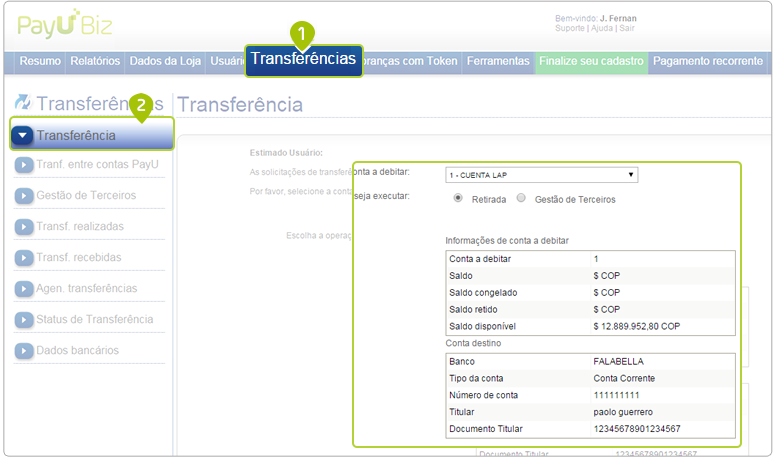 PayU Biz
Bem-vindo: J. Fernan
Suporte | Ajuda | Sair
1
Resumo Relatórios Dados da Loja Usuári Transferéncias branças com Token Ferramentas Finalize seu cadastro Pagamento recorrente
Transferên s
2
Transferência
Transferência
Tranf. entre contas PayU
Gestão de Terceiros
Transf. realizadas
Transf. recebidas
Agen. transferências
Status de Transferência
Dados bancários
Estimado Usuário:
As solicitações de transferê conta a debitar: 1 - CUENTA LAP
Por favor, selecione a conta seja executar: Retirada Gestão de Terceiros
Escolha a operaç
Informações de conta a debitar
Conta a debitar 1
Saldo $ COP
Saldo congelado $ COP
Saldo retido $ COP
Saldo disponível $ 12.889.952,80 COP
Conta destino
Banco FALABELLA
Tipo da conta Conta Corrente
Número de conta 111111111
Titular paolo guerrero
Documento Titular 12345678901234567
Documento Titular 12345678901234567